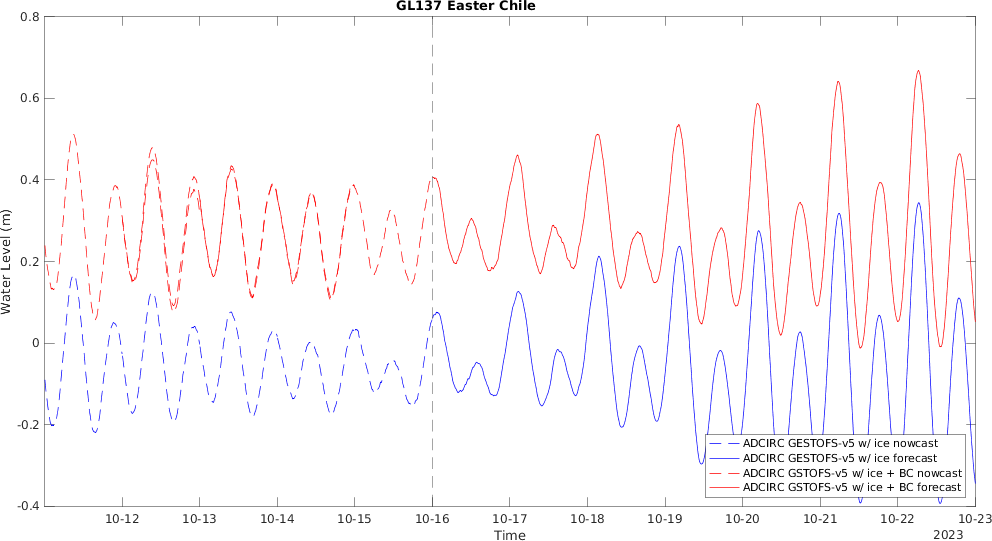 GL137 Easter Chile
0.8
0.6
0.4
0.2
0
-0.2
-0.4
Water Level (m)
ADCIRC GESTOFS-v5 w/ ice nowcast
ADCIRC GESTOFS-v5 w/ ice forecast
ADCIRC GSTOFS-v5 w/ ice + BC nowcast
ADCIRC GSTOFS-v5 w/ ice + BC forecast
10-12 10-13 10-14 10-15 10-16 10-17 10-18 10-19 10-20 10-21 10-22 10-23
Time
2023